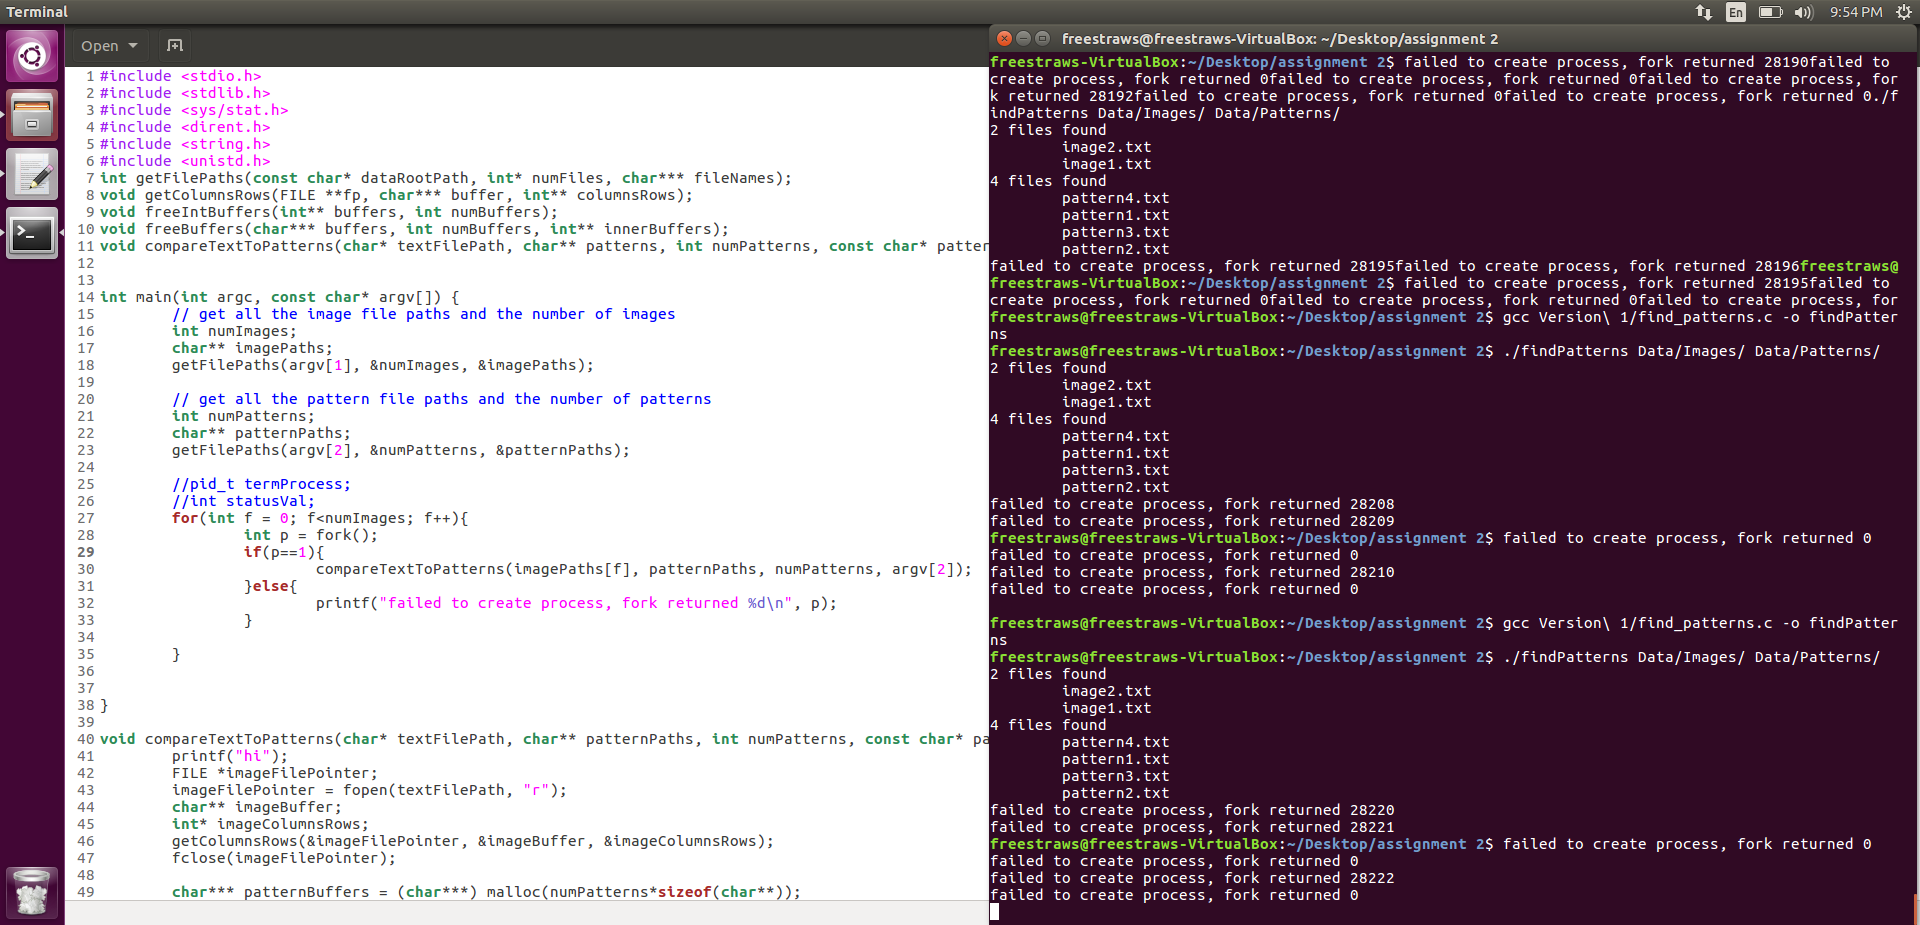 Terminal
En
9:54 PM
Open
1 #include <stdio.h>
2 #include <stdlib.h>
3 #include <sys/stat.h>
4 #include <dirent.h>
5 #include <string.h>
6 #include <unistd.h>
7 int getFilePaths(const char* dataRootPath, int* numFiles, char*** fileNames);
8 void getColumnsRows(FILE **fp, char*** buffer, int** columnsRows);
9 void freeIntBuffers(int** buffers, int numBuffers);
10 void freeBuffers(char*** buffers, int numBuffers, int** innerBuffers);
11 void compareTextToPatterns(char* textFilePath, char** patterns, int numPatterns, const char* patter
12
13
14 int main(int argc, const char* argv[]) {
15         // get all the image file paths and the number of images
16         int numImages;
17         char** imagePaths;
18         getFilePaths(argv[1], &numImages, &imagePaths);
19
20         // get all the pattern file paths and the number of patterns
21         int numPatterns;
22         char** patternPaths;
23         getFilePaths(argv[2], &numPatterns, &patternPaths);
24
25         //pid_t termProcess;
26         //int statusVal;
27         for(int f = 0; f<numImages; f++){
28                 int p = fork();
29                 if(p==1){
30                         compareTextToPatterns(imagePaths[f], patternPaths, numPatterns, argv[2]);
31                 }else{
32                         printf("failed to create process, fork returned %d\n", p);
33                 }
34
35         }
36
37
38 }
39
40 void compareTextToPatterns(char* textFilePath, char** patternPaths, int numPatterns, const char* pa
41         printf("hi");
42         FILE *imageFilePointer;
43         imageFilePointer = fopen(textFilePath, "r");
44         char** imageBuffer;
45         int* imageColumnsRows;
46         getColumnsRows(&imageFilePointer, &imageBuffer, &imageColumnsRows);
47         fclose(imageFilePointer);
48
49         char*** patternBuffers = (char***) malloc(numPatterns*sizeof(char**));
freestraws@freestraws-VirtualBox: ~/Desktop/assignment 2
freestraws-VirtualBox:~/Desktop/assignment 2$ failed to create process, fork returned 28190failed to
create process, fork returned 0failed to create process, fork returned 0failed to create process, for
k returned 28192failed to create process, fork returned 0failed to create process, fork returned 0./f
indPatterns Data/Images/ Data/Patterns/
2 files found
        image2.txt
        image1.txt
4 files found
        pattern4.txt
        pattern1.txt
        pattern3.txt
        pattern2.txt
failed to create process, fork returned 28195failed to create process, fork returned 28196freestraws@
freestraws-VirtualBox:~/Desktop/assignment 2$ failed to create process, fork returned 28195failed to
create process, fork returned 0failed to create process, fork returned 0failed to create process, for
freestraws@freestraws-VirtualBox:~/Desktop/assignment 2$ gcc Version\ 1/find_patterns.c -o findPatter
ns
freestraws@freestraws-VirtualBox:~/Desktop/assignment 2$ ./findPatterns Data/Images/ Data/Patterns/
2 files found
        image2.txt
        image1.txt
4 files found
        pattern4.txt
        pattern1.txt
        pattern3.txt
        pattern2.txt
failed to create process, fork returned 28208
failed to create process, fork returned 28209
freestraws@freestraws-VirtualBox:~/Desktop/assignment 2$ failed to create process, fork returned 0
failed to create process, fork returned 0
failed to create process, fork returned 28210
failed to create process, fork returned 0
freestraws@freestraws-VirtualBox:~/Desktop/assignment 2$ gcc Version\ 1/find_patterns.c -o findPatter
ns
freestraws@freestraws-VirtualBox:~/Desktop/assignment 2$ ./findPatterns Data/Images/ Data/Patterns/
2 files found
        image2.txt
        image1.txt
4 files found
        pattern4.txt
        pattern1.txt
        pattern3.txt
        pattern2.txt
failed to create process, fork returned 28220
failed to create process, fork returned 28221
freestraws@freestraws-VirtualBox:~/Desktop/assignment 2$ failed to create process, fork returned 0
failed to create process, fork returned 0
failed to create process, fork returned 28222
failed to create process, fork returned 0